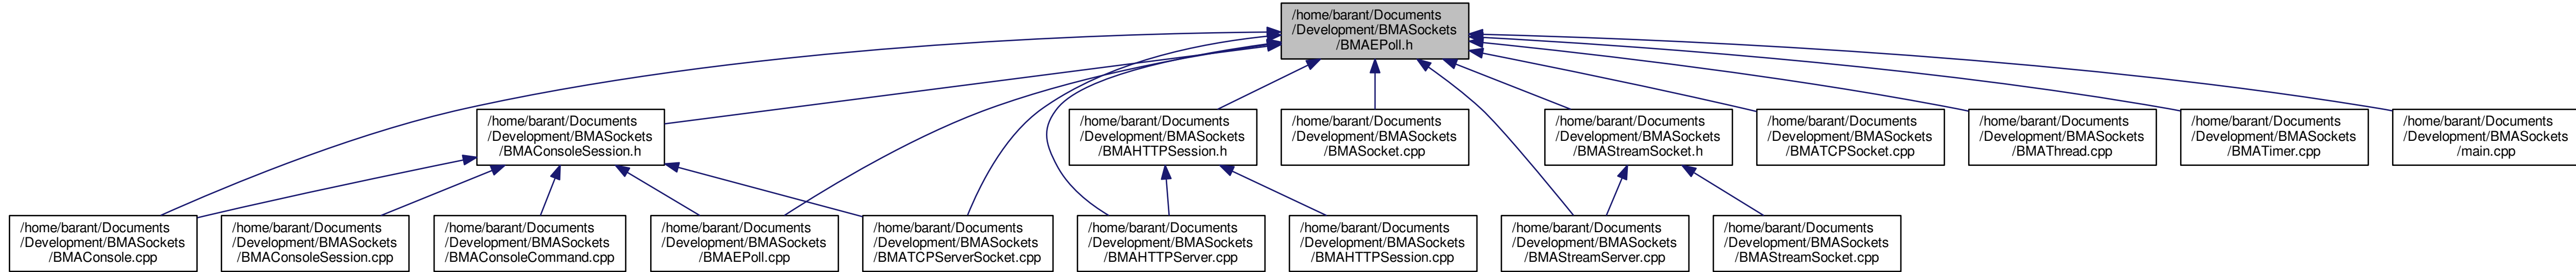 /home/barant/Documents
/Development/BMASockets
/BMAEPoll.h
/home/barant/Documents
/Development/BMASockets
/BMAConsoleSession.h
/home/barant/Documents
/Development/BMASockets
/BMAHTTPSession.h
/home/barant/Documents
/Development/BMASockets
/BMASocket.cpp
/home/barant/Documents
/Development/BMASockets
/BMAStreamSocket.h
/home/barant/Documents
/Development/BMASockets
/BMATCPSocket.cpp
/home/barant/Documents
/Development/BMASockets
/BMAThread.cpp
/home/barant/Documents
/Development/BMASockets
/BMATimer.cpp
/home/barant/Documents
/Development/BMASockets
/main.cpp
/home/barant/Documents
/Development/BMASockets
/BMAConsole.cpp
/home/barant/Documents
/Development/BMASockets
/BMAConsoleSession.cpp
/home/barant/Documents
/Development/BMASockets
/BMAConsoleCommand.cpp
/home/barant/Documents
/Development/BMASockets
/BMAEPoll.cpp
/home/barant/Documents
/Development/BMASockets
/BMATCPServerSocket.cpp
/home/barant/Documents
/Development/BMASockets
/BMAHTTPServer.cpp
/home/barant/Documents
/Development/BMASockets
/BMAHTTPSession.cpp
/home/barant/Documents
/Development/BMASockets
/BMAStreamServer.cpp
/home/barant/Documents
/Development/BMASockets
/BMAStreamSocket.cpp